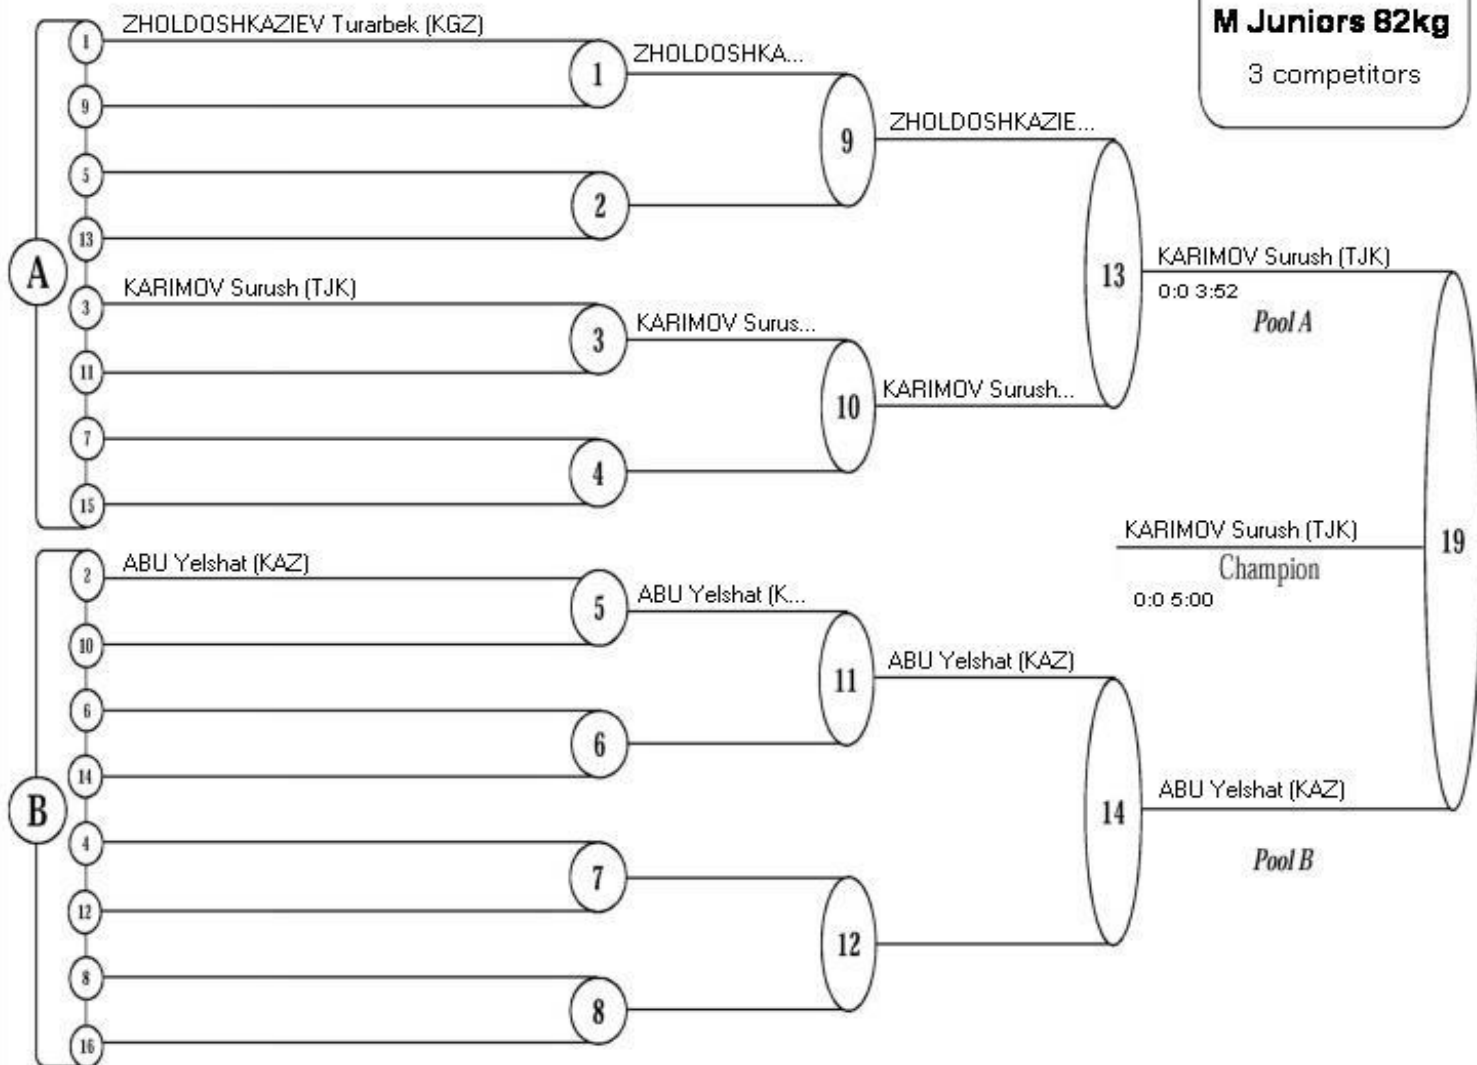 M Juniors 82kg
3 competitors
A
1
ZHOLDOSHKAZIEV Turarbek (KGZ)
9
5
13
3
KARIMOV Surush (TJK)
11
7
15
1
ZHOLDOSHKA...
2
3
KARIMOV Surus...
4
9
ZHOLDOSHKAZIE...
10
KARIMOV Surush...
13
KARIMOV Surush (TJK)
0:0 3:52
Pool A
B
2
ABU Yelshat (KAZ)
10
6
14
4
12
8
16
5
ABU Yelshat (K...
6
7
8
11
ABU Yelshat (KAZ)
12
14
ABU Yelshat (KAZ)
Pool B
KARIMOV Surush (TJK)
Champion
0:0 5:00
19